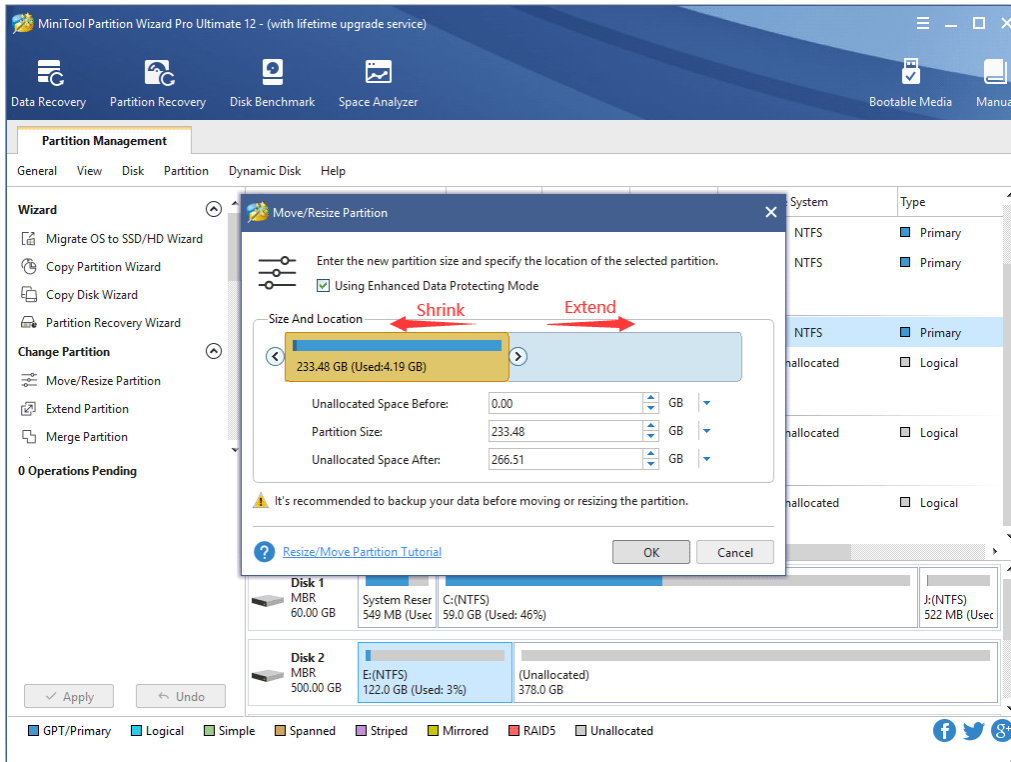 MiniTool Partition Wizard Pro Ultimate 12 - (with lifetime upgrade service)
Data Recovery
Partition Recovery
Disk Benchmark
Space Analyzer
Bootable Media
Manua
Partition Management
General View Disk Partition Dynamic Disk Help
Wizard
Migrate OS to SSD/HD Wizard
Copy Partition Wizard
Copy Disk Wizard
Partition Recovery Wizard
Change Partition
Move/Resize Partition
Extend Partition
Merge Partition
0 Operations Pending
Apply
Undo
System
Type
NTFS Primary
NTFS Primary
NTFS Primary
nallocated Logical
nallocated Logical
nallocated Logical
Move/Resize Partition
Enter the new partition size and specify the location of the selected partition.
Using Enhanced Data Protecting Mode
Size And Location
Shrink
Extend
233.48 GB (Used:4.19 GB)
Unallocated Space Before: 0.00 GB
Partition Size: 233.48 GB
Unallocated Space After: 266.51 GB
It's recommended to backup your data before moving or resizing the partition.
? Resize/Move Partition Tutorial
OK
Cancel
Disk 1
MBR
60.00 GB
System Reser
549 MB (Usec
C:(NTFS)
59.0 GB (Used: 46%)
J:(NTFS)
522 MB (Usec
Disk 2
MBR
500.00 GB
E:(NTFS)
122.0 GB (Used: 3%)
(Unallocated)
378.0 GB
GPT/Primary Logical Simple Spanned Striped Mirrored RAID5 Unallocated
f
g+